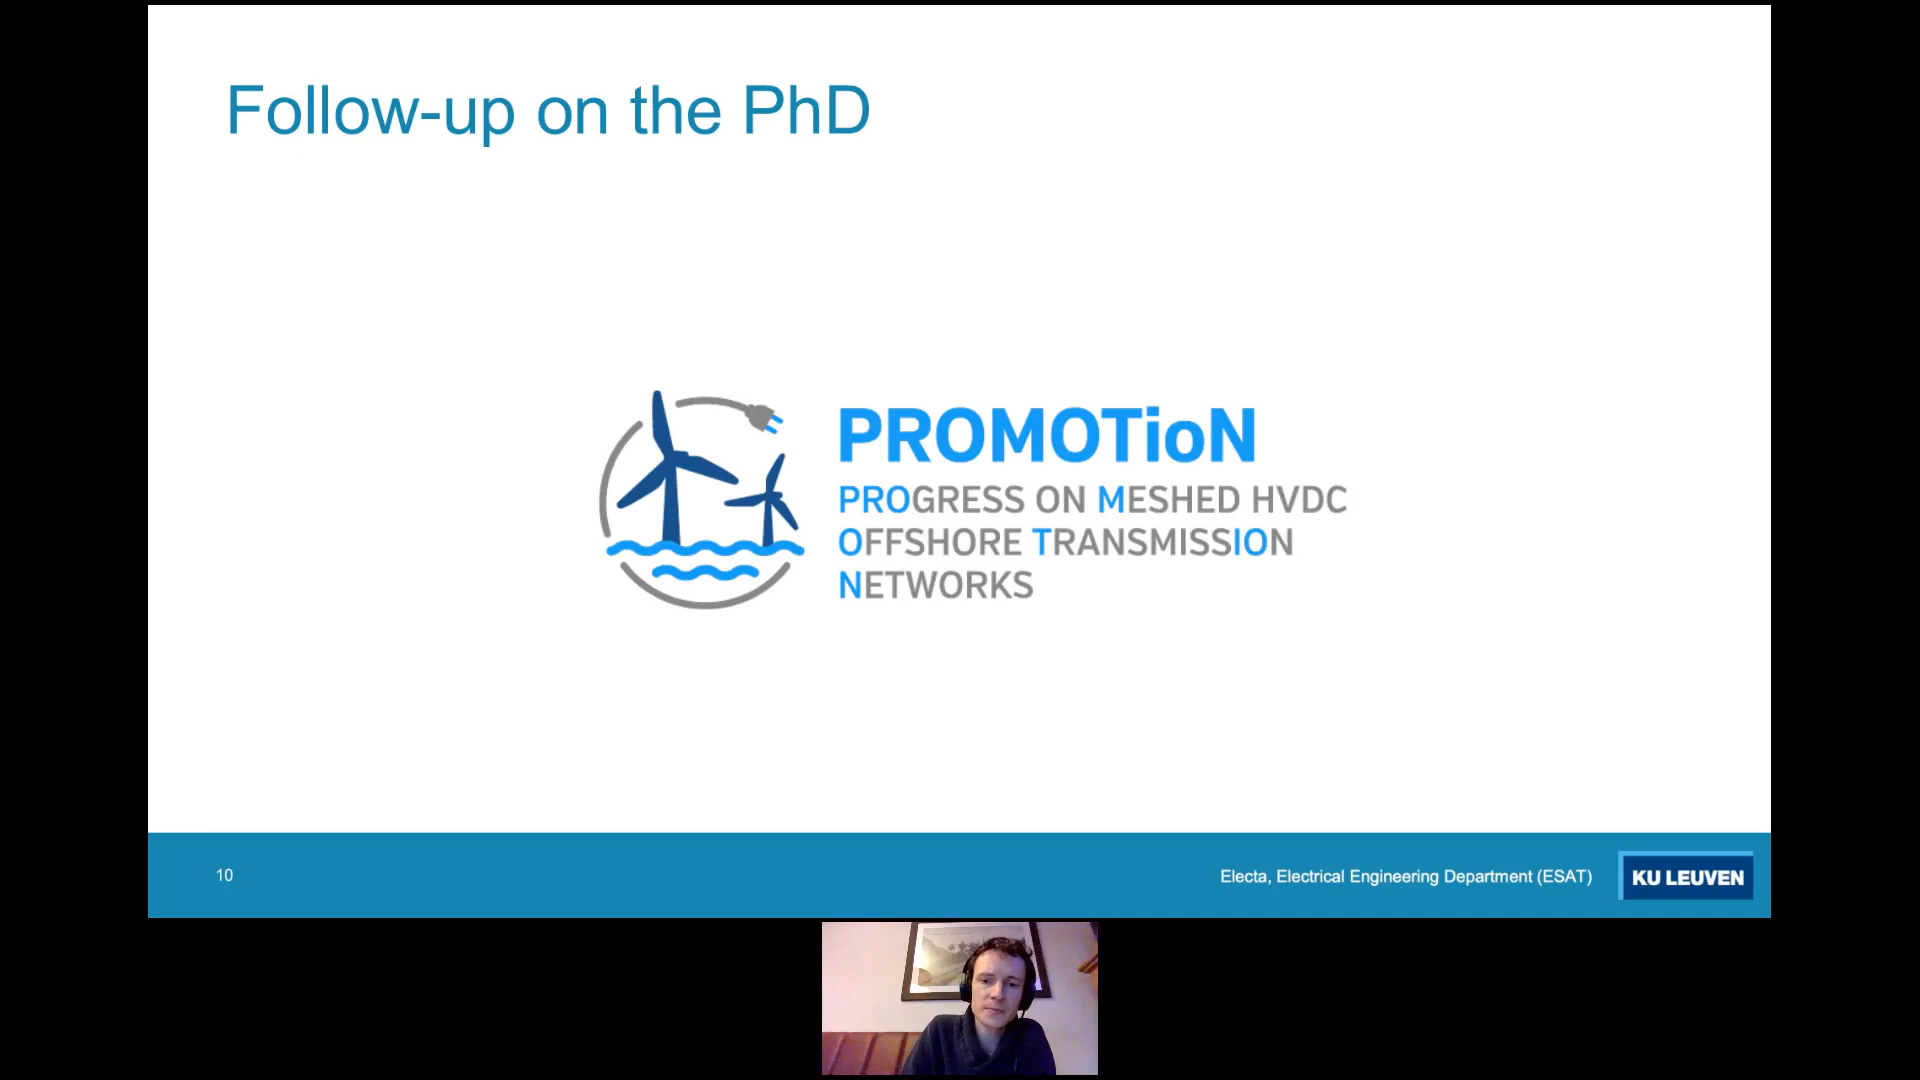 Follow-up on the PhD
PROMOTioN
PROGRESS ON MESHED HVDC
OFFSHORE TRANSMISSION
NETWORKS
10
Electa, Electrical Engineering Department (ESAT)
KU LEUVEN